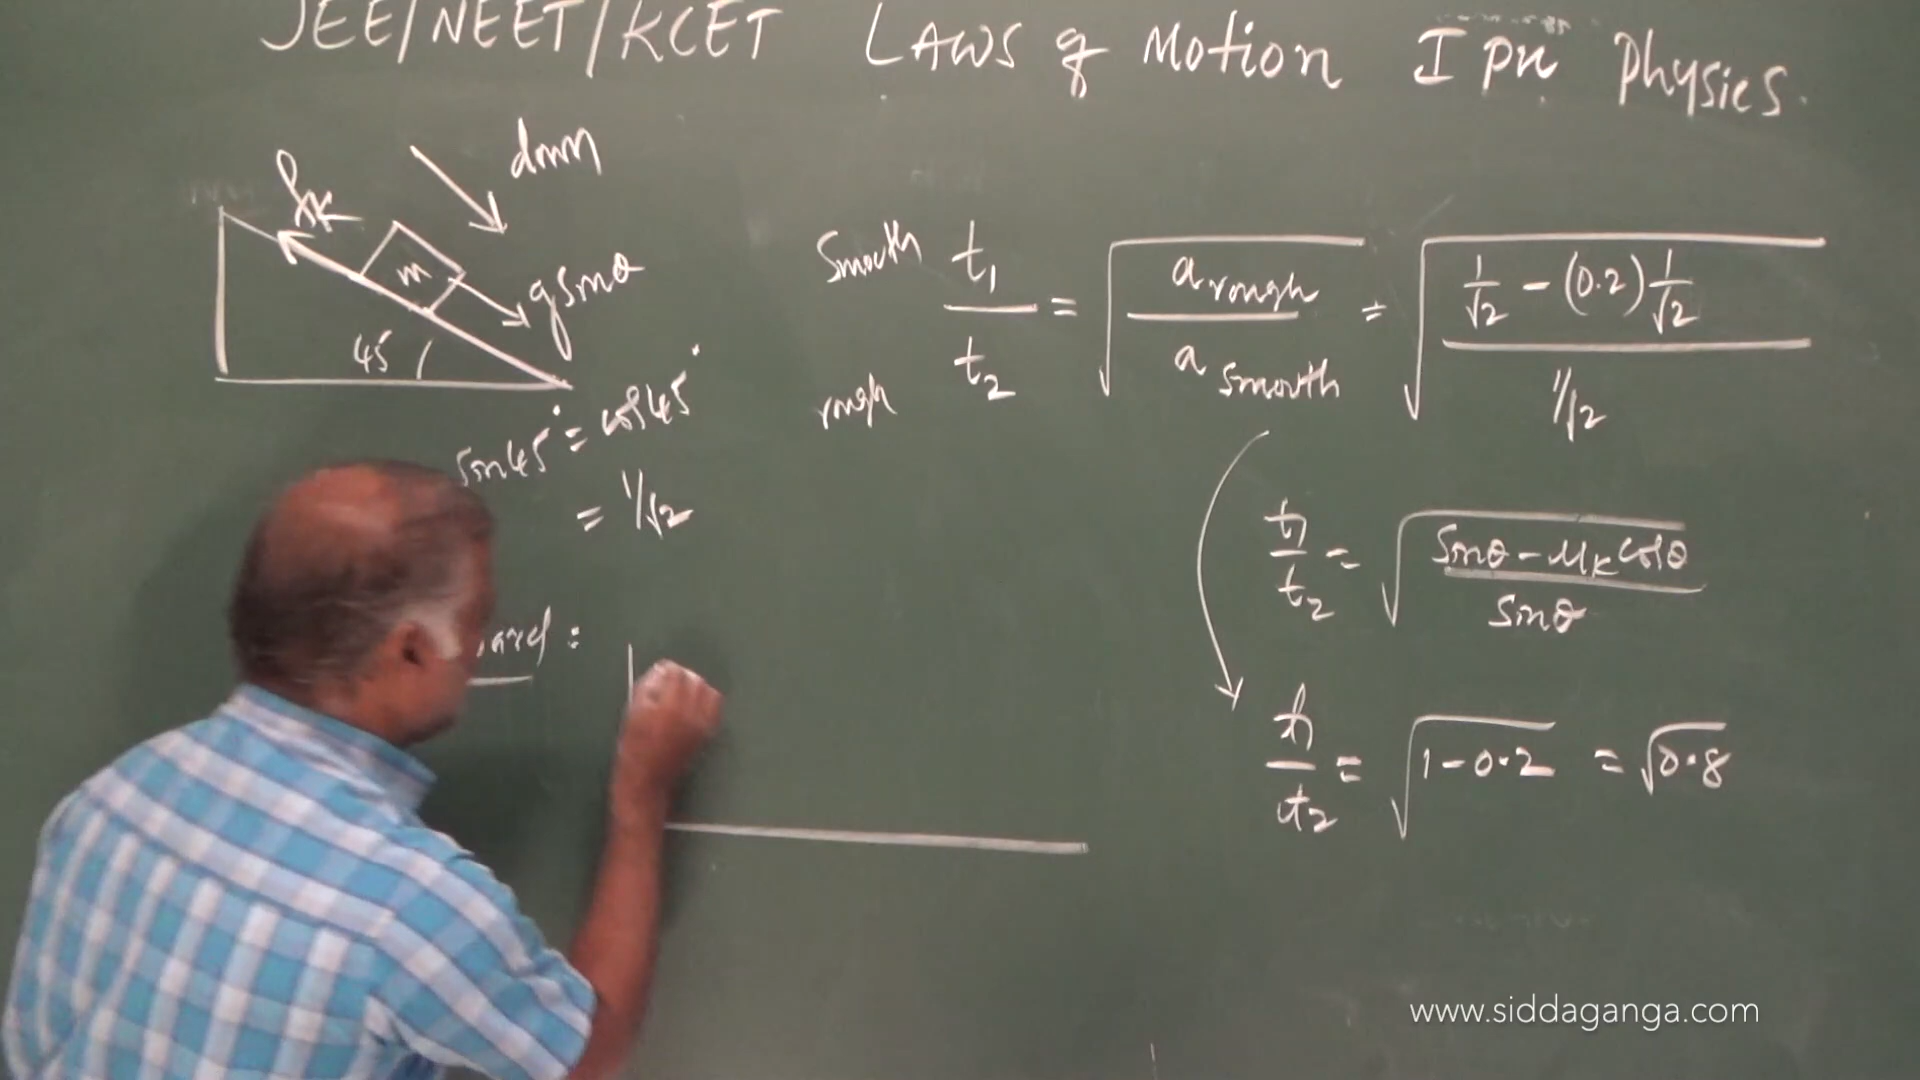 JEE/NEET/KCET LAWS of Motion I PU Physics.
down
fk
m
g sinθ
45
sin45° = cos45°
= 1/√2
Smooth t₁
rough t₂
= √(a rough / a smooth) = √((1/√2 - (0.2) 1/√2) / (1/√2))
t₁/t₂ = √((sinθ - μK cosθ) / sinθ)
t₁/t₂ = √(1-0.2) = √0.8
www.siddaganga.com